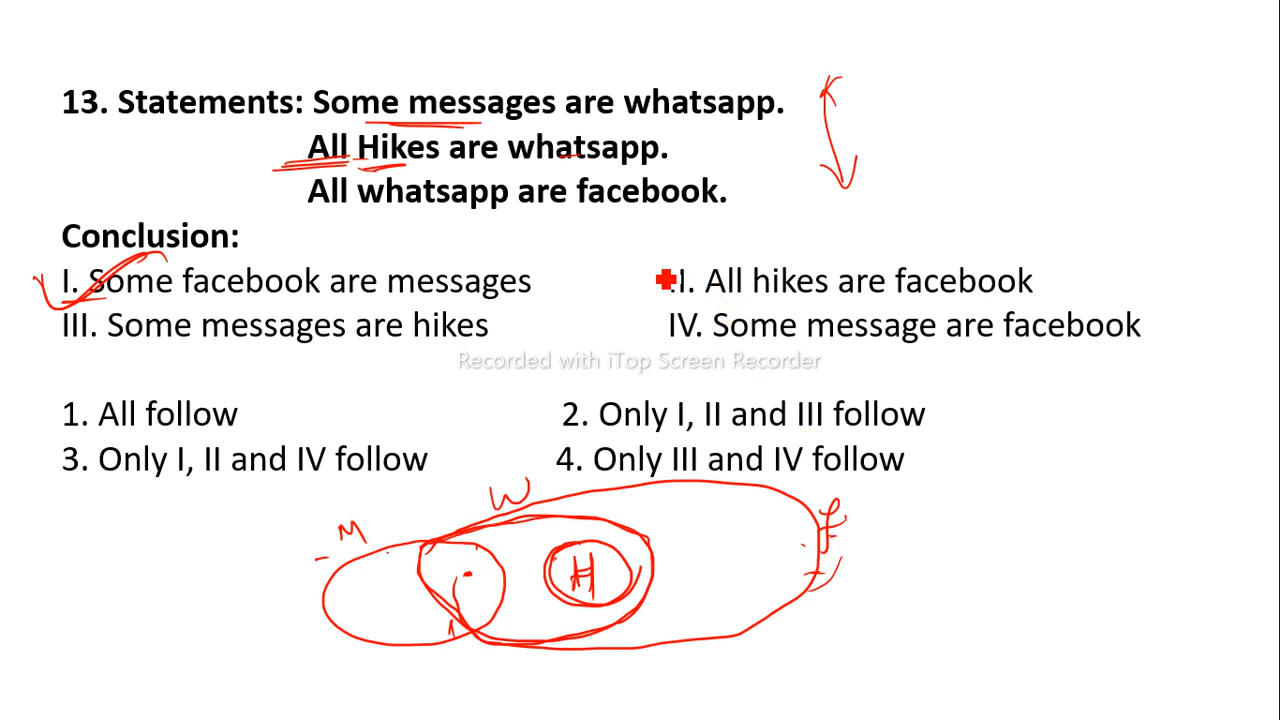 13. Statements: Some messages are whatsapp.
All Hikes are whatsapp.
All whatsapp are facebook.
Conclusion:
I. Some facebook are messages II. All hikes are facebook
III. Some messages are hikes IV. Some message are facebook
Recorded with iTop Screen Recorder
1. All follow 2. Only I, II and III follow
3. Only I, II and IV follow 4. Only III and IV follow
W
M
H